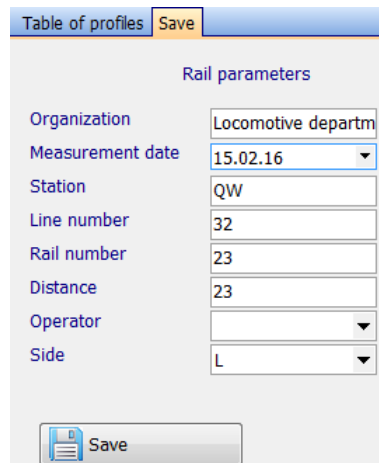 Table of profiles Save
Rail parameters
Organization Locomotive departm
Measurement date 15.02.16
Station QW
Line number 32
Rail number 23
Distance 23
Operator
Side L
Save